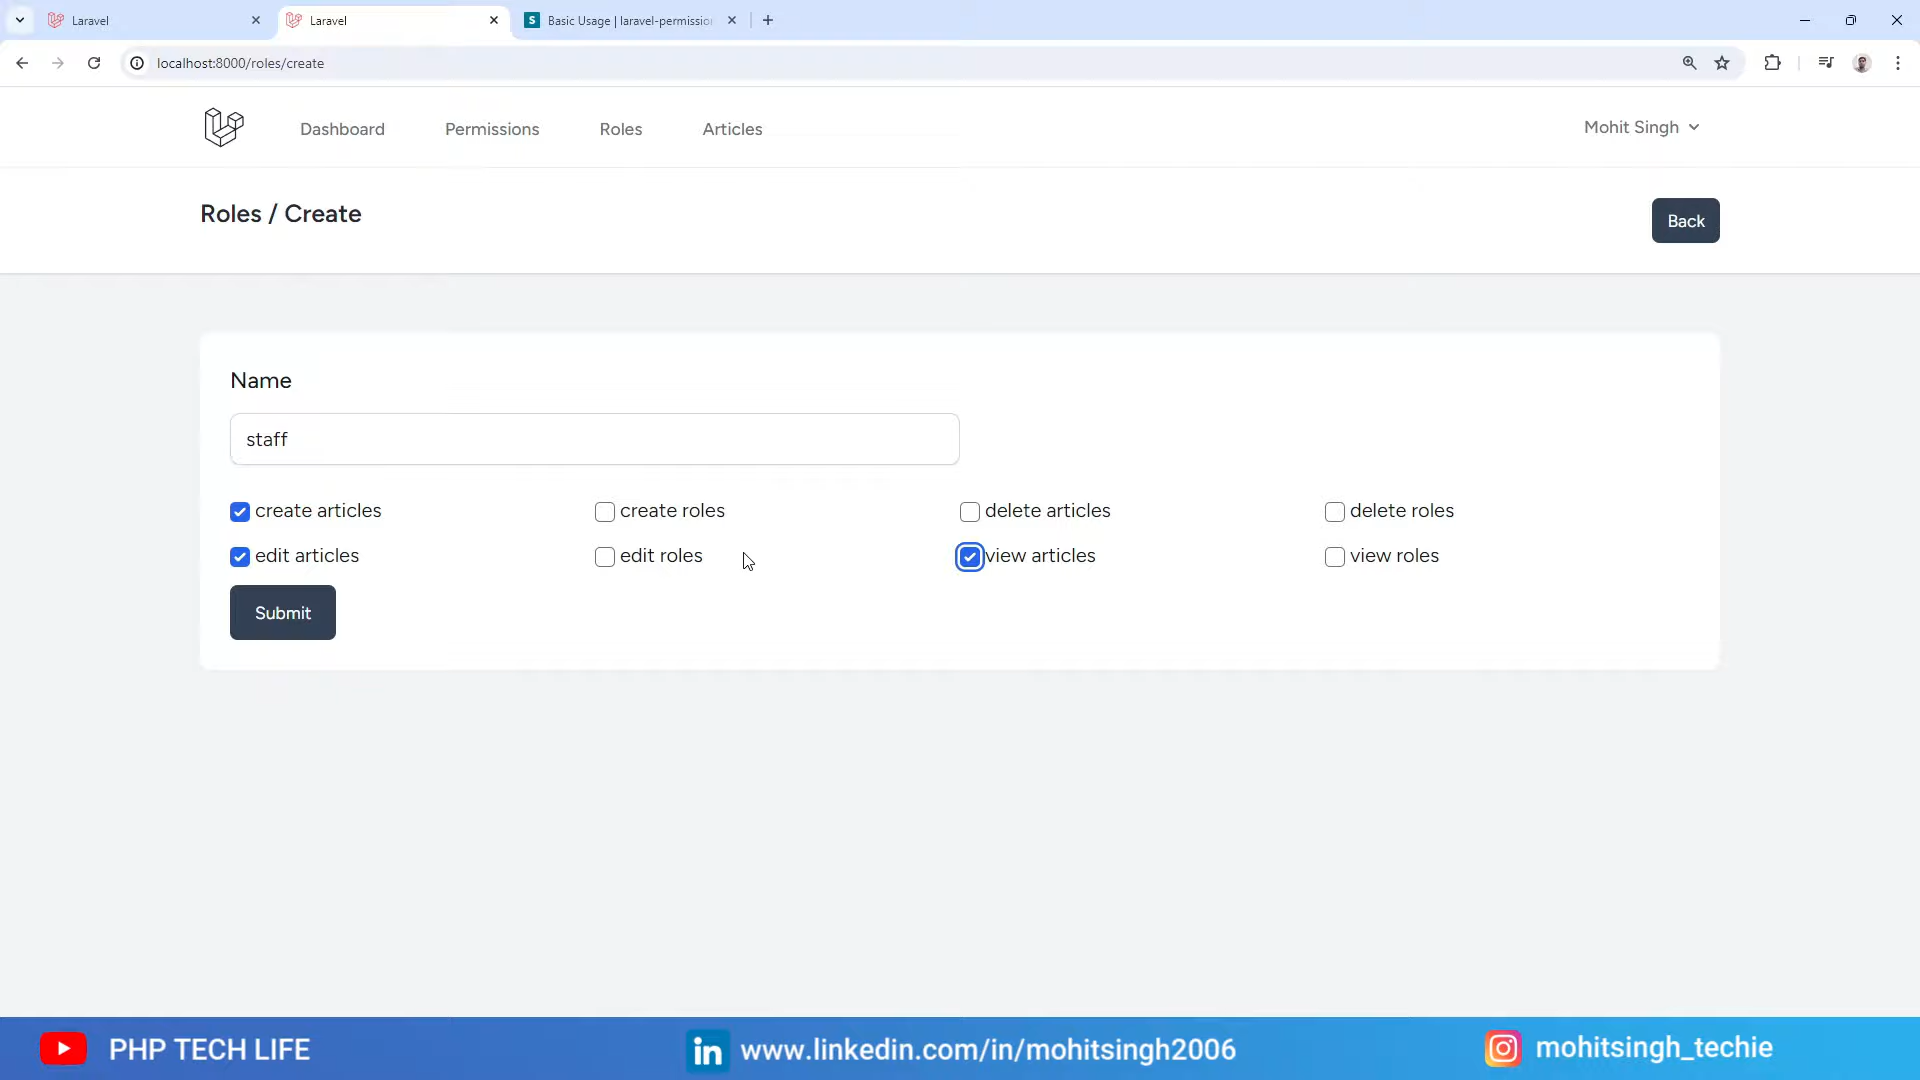 Laravel
Laravel
S Basic Usage | laravel-permissio
localhost:8000/roles/create
Dashboard Permissions Roles Articles Mohit Singh
Roles / Create
Back
Name
staff
create articles create roles delete articles delete roles
edit articles edit roles view articles view roles
Submit
PHP TECH LIFE in www.linkedin.com/in/mohitsingh2006 mohitsingh_techie